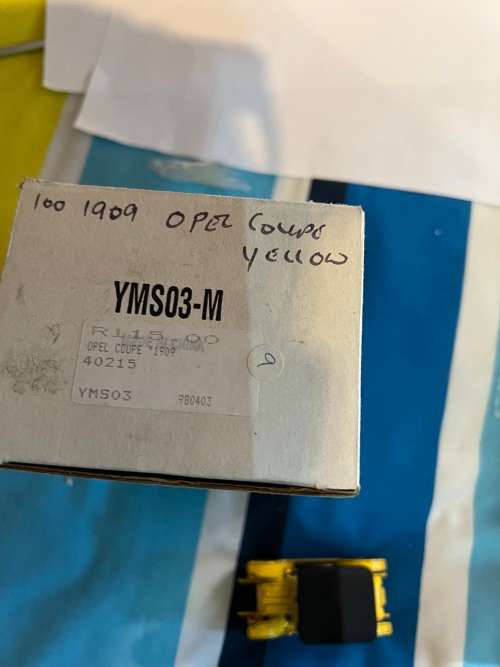 100 1909 OPEL COUPE
YELLOW
YMS03-M
R115.00
OPEL COUPE '1909
40215
9
YMS03 980403